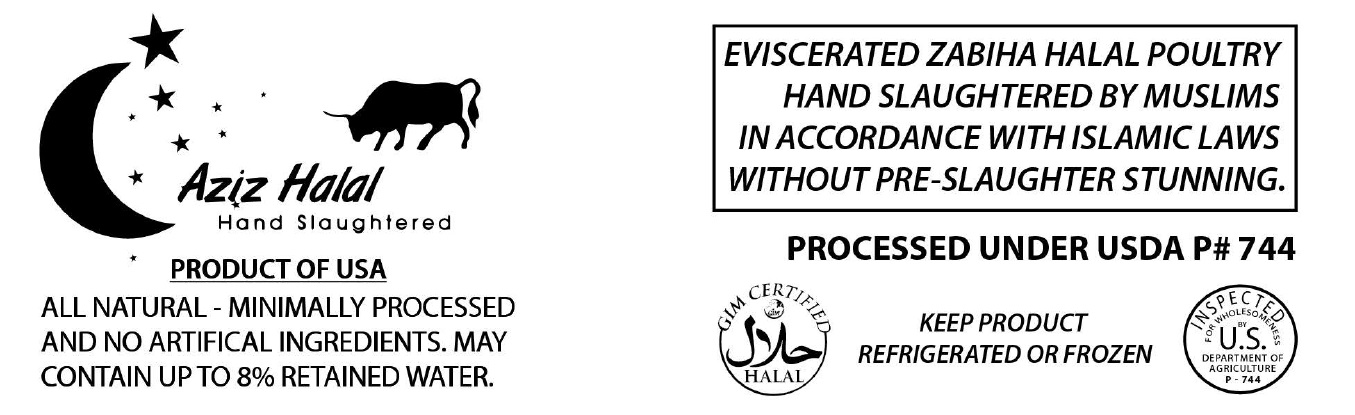 Aziz Halal
Hand Slaughtered
PRODUCT OF USA
ALL NATURAL - MINIMALLY PROCESSED
AND NO ARTIFICAL INGREDIENTS. MAY
CONTAIN UP TO 8% RETAINED WATER.
EVISCERATED ZABIHA HALAL POULTRY
HAND SLAUGHTERED BY MUSLIMS
IN ACCORDANCE WITH ISLAMIC LAWS
WITHOUT PRE-SLAUGHTER STUNNING.
PROCESSED UNDER USDA P# 744
GIM CERTIFIED
GIM
حلال
HALAL
KEEP PRODUCT
REFRIGERATED OR FROZEN
INSPECTED
FOR WHOLESOMENESS
BY
U.S.
DEPARTMENT OF
AGRICULTURE
P - 744